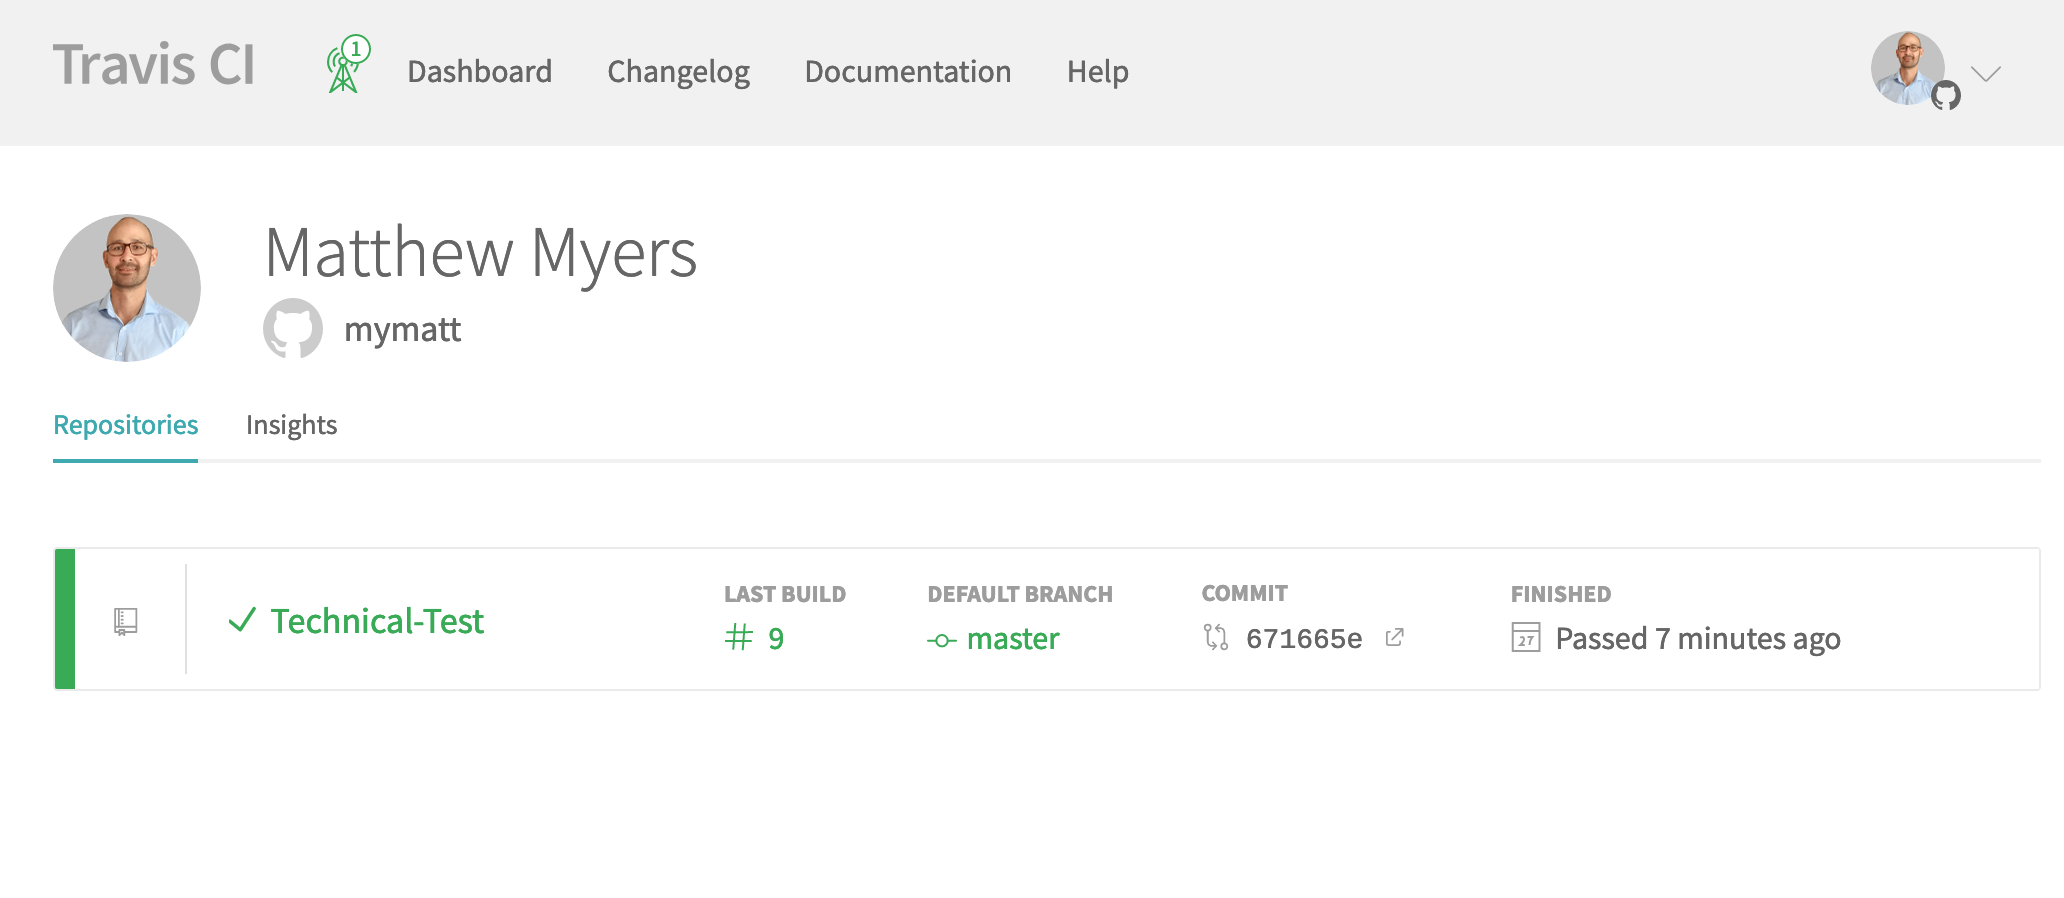 Travis CI
1
Dashboard
Changelog
Documentation
Help
Matthew Myers
mymatt
Repositories
Insights
Technical-Test
LAST BUILD
# 9
DEFAULT BRANCH
master
COMMIT
671665e
FINISHED
27
Passed 7 minutes ago